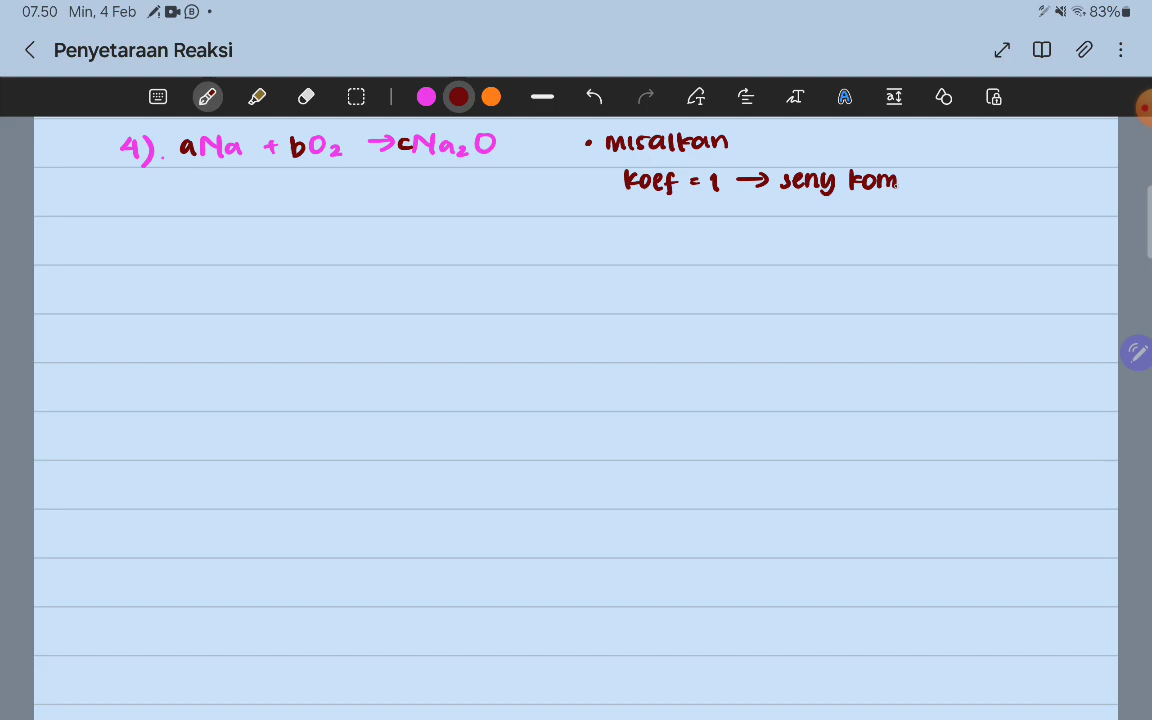 07.50 Min, 4 Feb
83%
Penyetaraan Reaksi
4). aNa + bO₂ → cNa₂O
• misalkan
koef = 1 → seny kom